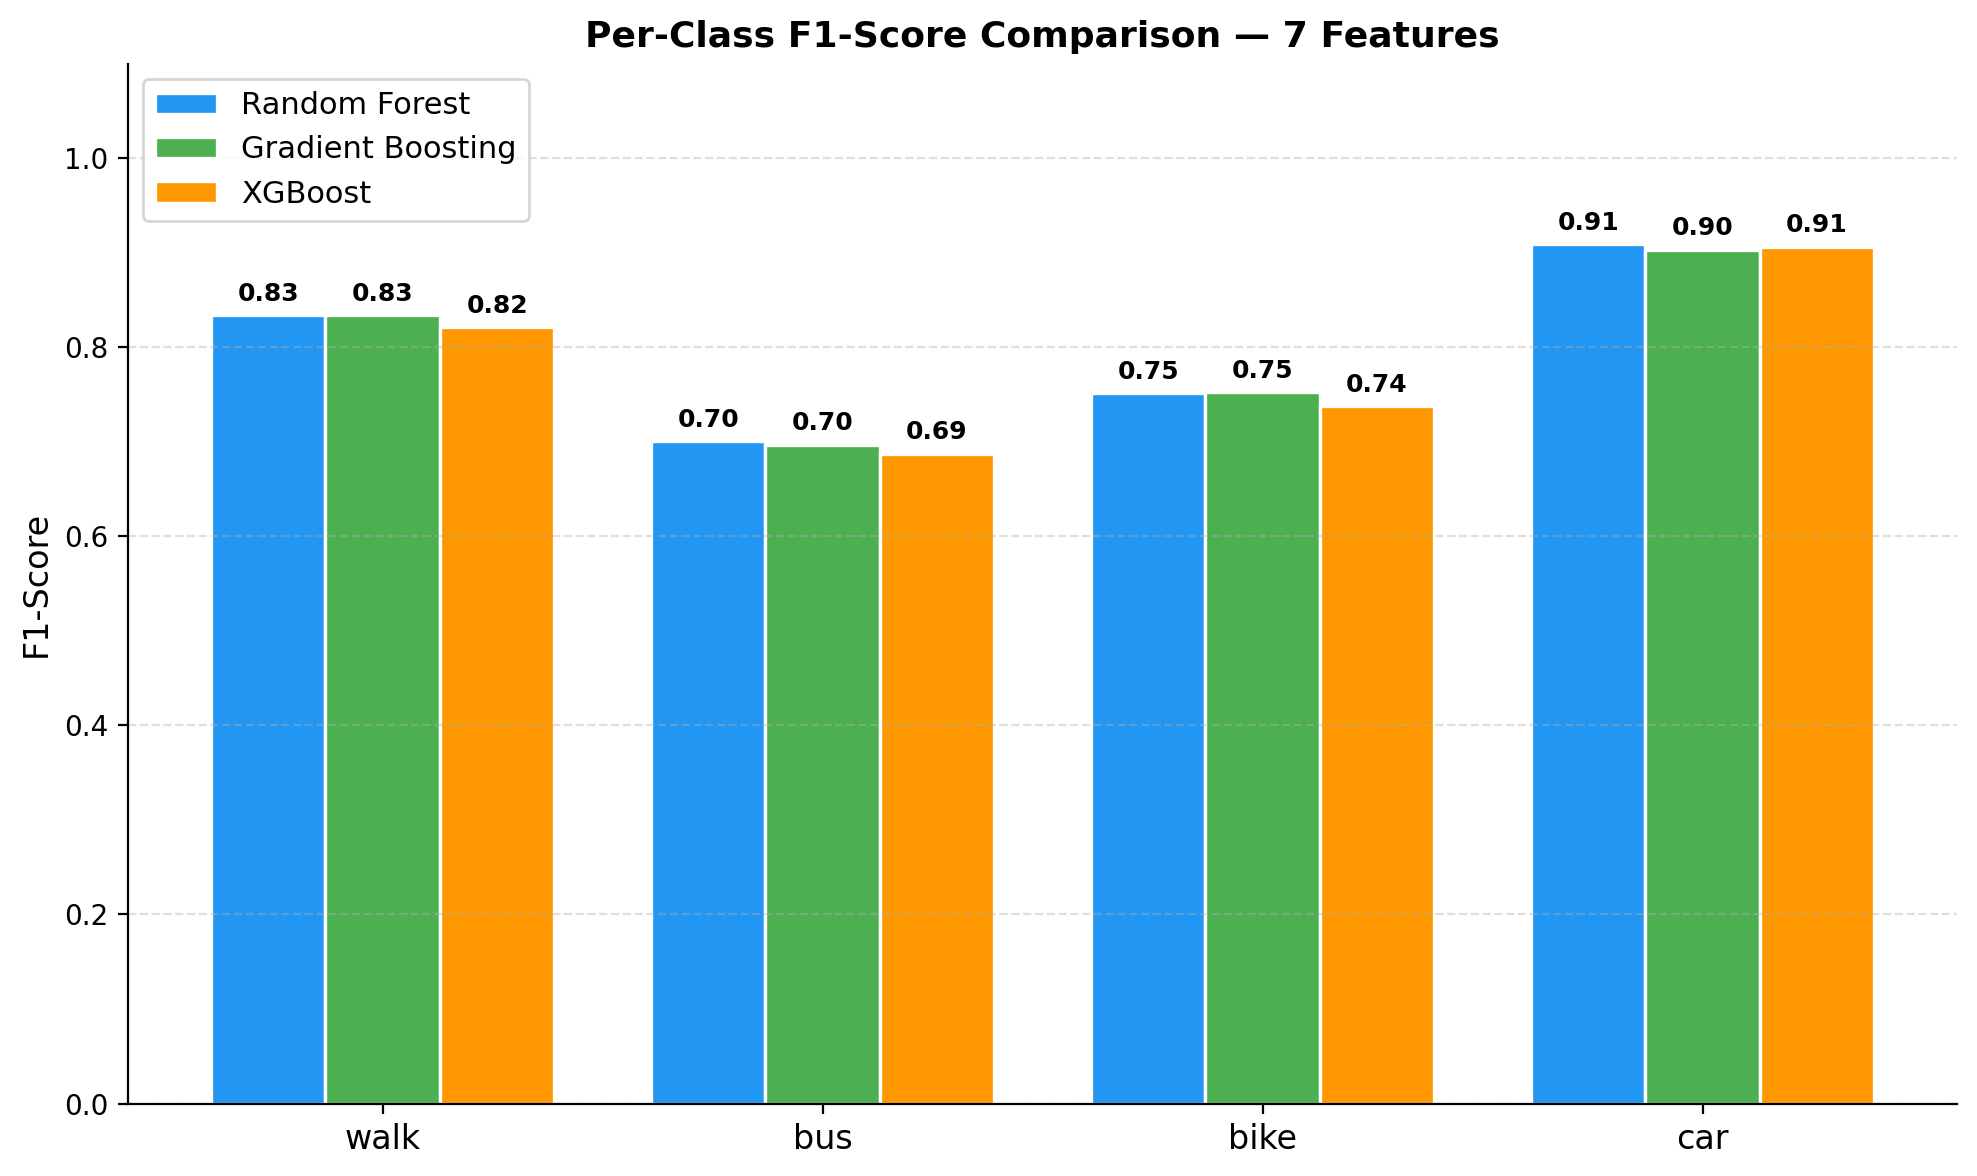 Per-Class F1-Score Comparison — 7 Features
Random Forest
Gradient Boosting
XGBoost
F1-Score
1.0
0.8
0.6
0.4
0.2
0.0
0.83 0.83 0.82
0.70 0.70 0.69
0.75 0.75 0.74
0.91 0.90 0.91
walk bus bike car